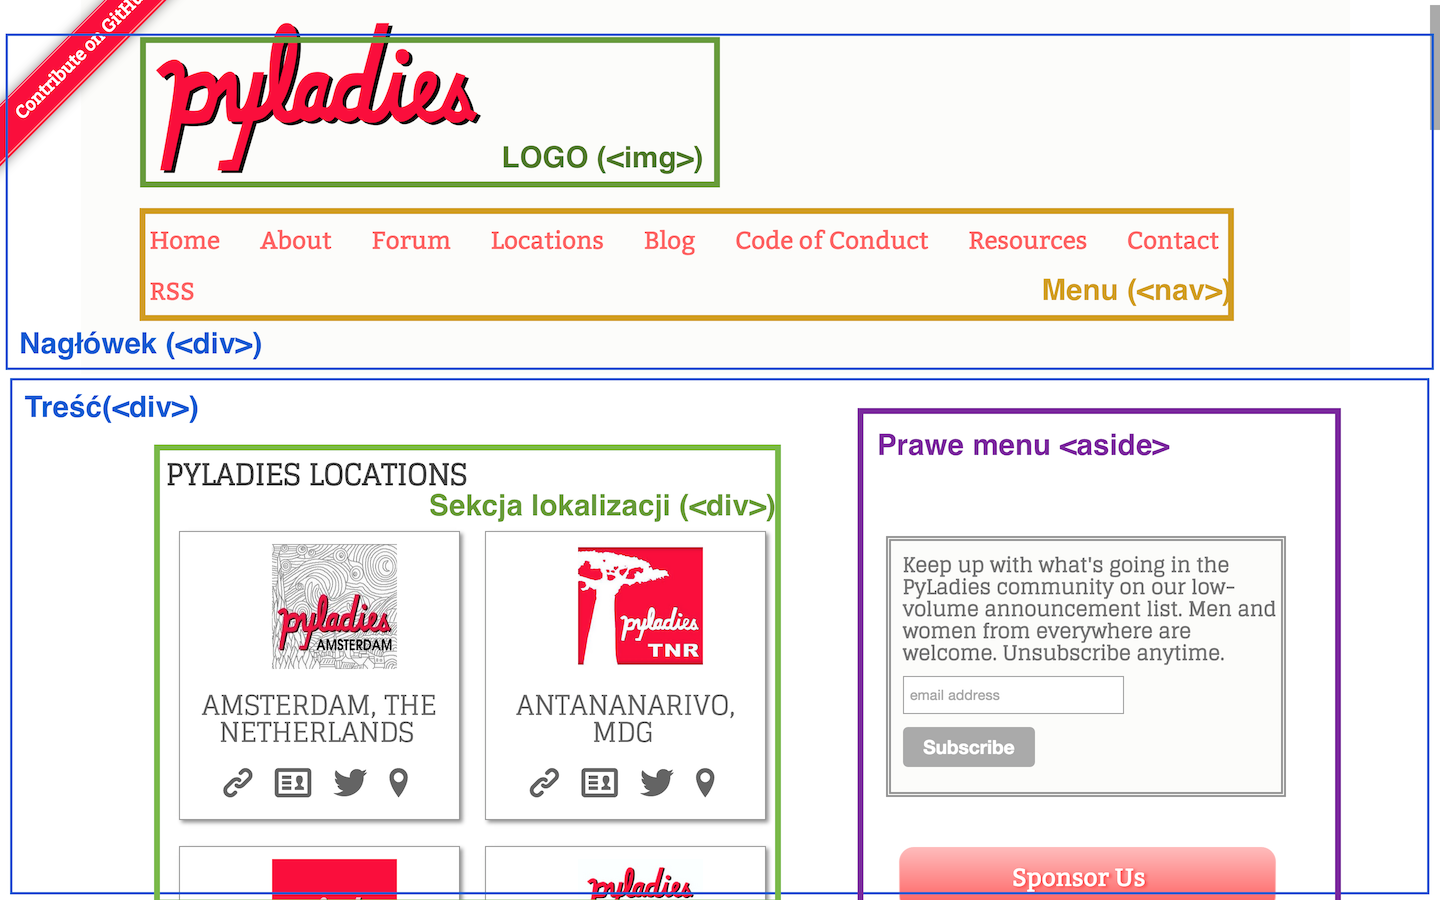 Contribute on GitHu
pyladies
LOGO (<img>)
Home About Forum Locations Blog Code of Conduct Resources Contact
RSS
Menu (<nav>)
Nagłówek (<div>)
Treść(<div>)
PYLADIES LOCATIONS
Sekcja lokalizacji (<div>)
pyladies
AMSTERDAM
AMSTERDAM, THE
NETHERLANDS
pyladies
TNR
ANTANANARIVO,
MDG
pyladies
Prawe menu <aside>
Keep up with what's going in the
PyLadies community on our low-
volume announcement list. Men and
women from everywhere are
welcome. Unsubscribe anytime.
email address
Subscribe
Sponsor Us